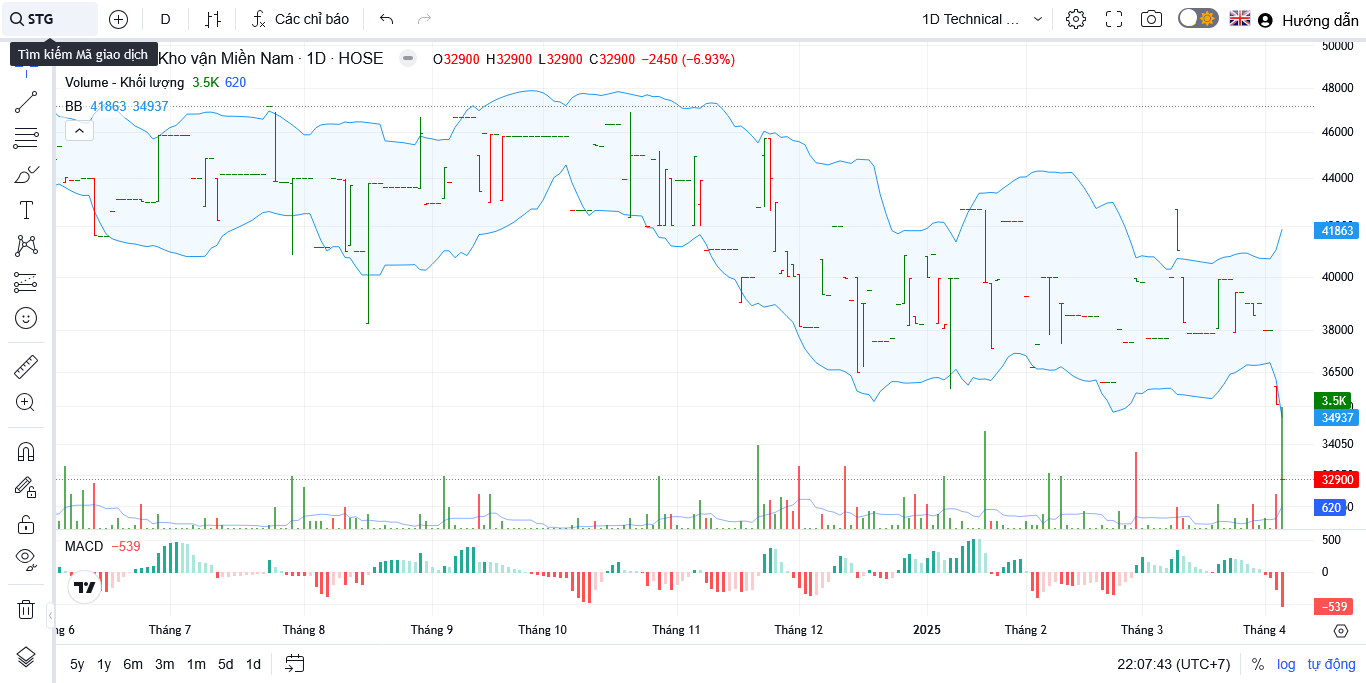 STG
D
Các chỉ báo
1D Technical ...
Hướng dẫn
Tìm kiếm Mã giao dịch
Kho vận Miền Nam · 1D · HOSE
O32900 H32900 L32900 C32900 −2450 (−6.93%)
Volume - Khối lượng 3.5K 620
BB 41863 34937
50000
48000
46000
44000
41863
40000
38000
36500
3.5K
34937
34050
32900
620
MACD −539
500
0
−539
ng 6
Tháng 7
Tháng 8
Tháng 9
Tháng 10
Tháng 11
Tháng 12
2025
Tháng 2
Tháng 3
Tháng 4
5y 1y 6m 3m 1m 5d 1d
22:07:43 (UTC+7)
%
log
tự động